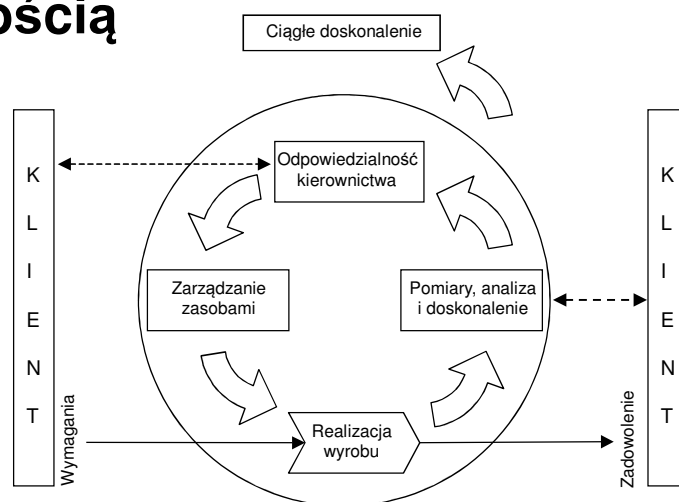 ością
Ciągłe doskonalenie
Odpowiedzialność
kierownictwa
K
L
I
E
N
T
Wymagania
Zarządzanie
zasobami
Pomiary, analiza
i doskonalenie
Realizacja
wyrobu
Zadowolenie
K
L
I
E
N
T